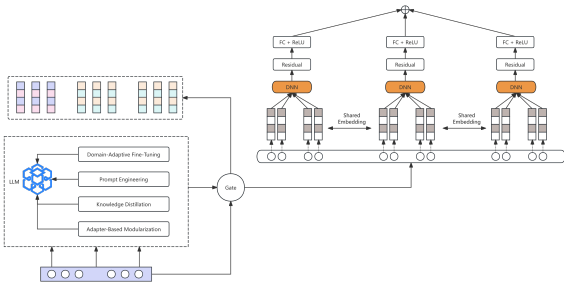 FC + ReLU
FC + ReLU
FC + ReLU
Residual
Residual
Residual
DNN
DNN
DNN
Shared
Embedding
Shared
Embedding
Domain-Adaptive Fine-Tuning
LLM
Prompt Engineering
Gate
Knowledge Distillation
Adapter-Based Modularization